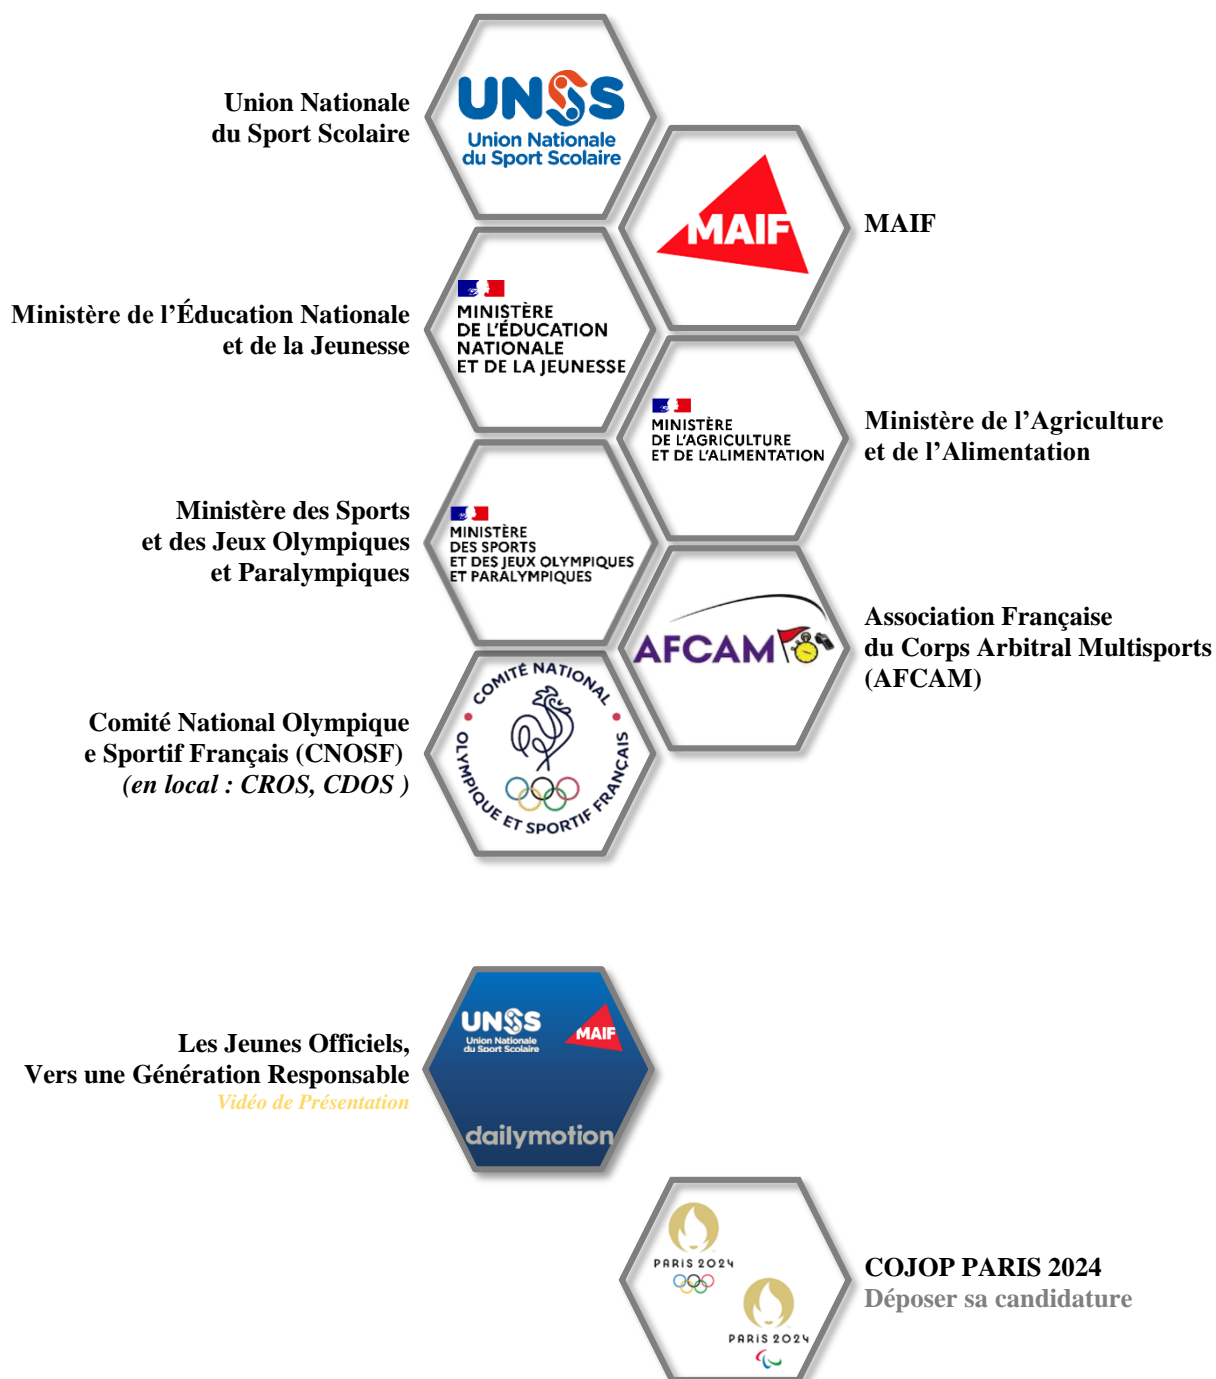 Union Nationale
du Sport Scolaire
UNSS
Union Nationale
du Sport Scolaire
MAIF
MAIF
Ministère de l’Éducation Nationale
et de la Jeunesse
MINISTÈRE
DE L’ÉDUCATION
NATIONALE
ET DE LA JEUNESSE
MINISTÈRE
DE L’AGRICULTURE
ET DE L’ALIMENTATION
Ministère de l’Agriculture
et de l’Alimentation
Ministère des Sports
et des Jeux Olympiques
et Paralympiques
MINISTÈRE
DES SPORTS
ET DES JEUX OLYMPIQUES
ET PARALYMPIQUES
AFCAM
Association Française
du Corps Arbitral Multisports
(AFCAM)
Comité National Olympique
e Sportif Français (CNOSF)
(en local : CROS, CDOS )
COMITÉ NATIONAL
OLYMPIQUE ET SPORTIF FRANÇAIS
Les Jeunes Officiels,
Vers une Génération Responsable
Vidéo de Présentation
UNSS
Union Nationale
du Sport Scolaire
MAIF
dailymotion
PARIS 2024
PARIS 2024
COJOP PARIS 2024
Déposer sa candidature